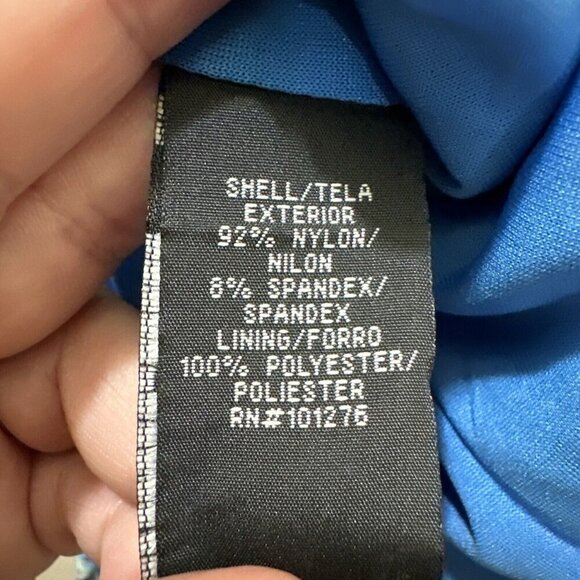 SHELL/TELA
EXTERIOR
92% NYLON/
NILON
8% SPANDEX/
SPANDEX
LINING/FORRO
100% POLYESTER/
POLIESTER
RN#101276